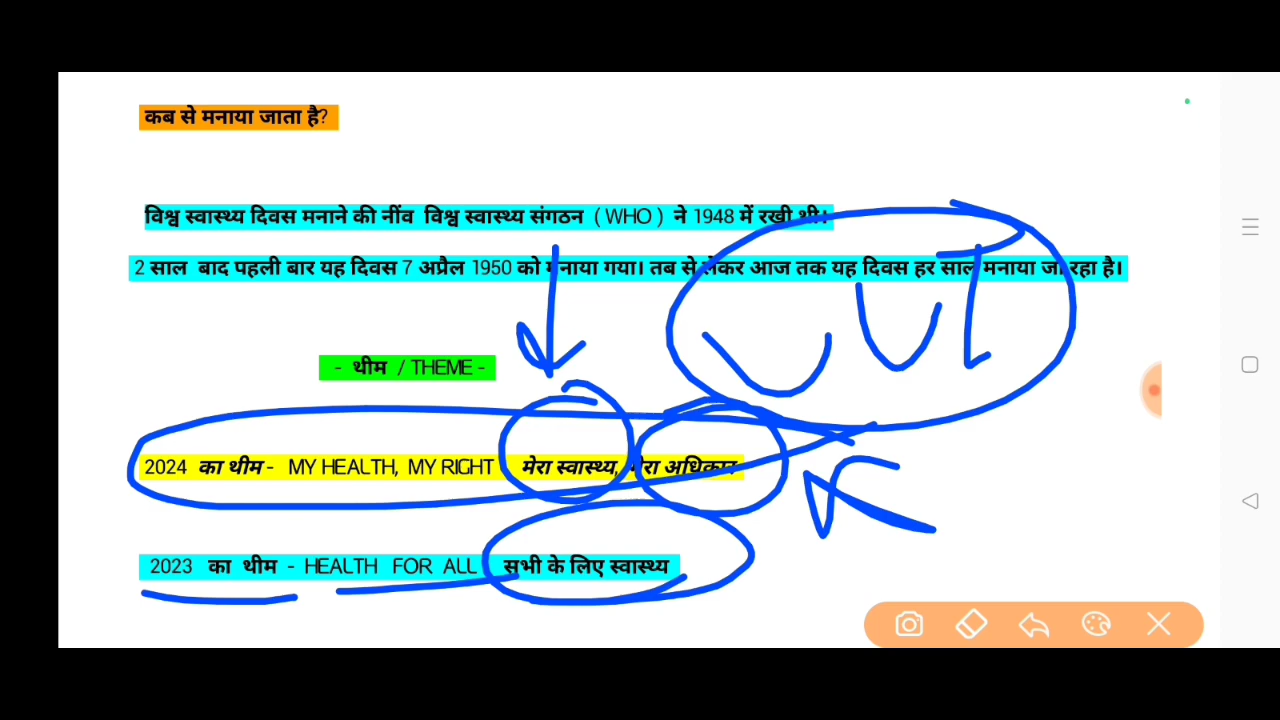 कब से मनाया जाता है?
विश्व स्वास्थ्य दिवस मनाने की नींव विश्व स्वास्थ्य संगठन ( WHO ) ने 1948 में रखी थी।
2 साल बाद पहली बार यह दिवस 7 अप्रैल 1950 को मनाया गया। तब से लेकर आज तक यह दिवस हर साल मनाया जा रहा है।
- थीम / THEME -
2024 का थीम - MY HEALTH, MY RIGHT मेरा स्वास्थ्य, मेरा अधिकार
2023 का थीम - HEALTH FOR ALL सभी के लिए स्वास्थ्य